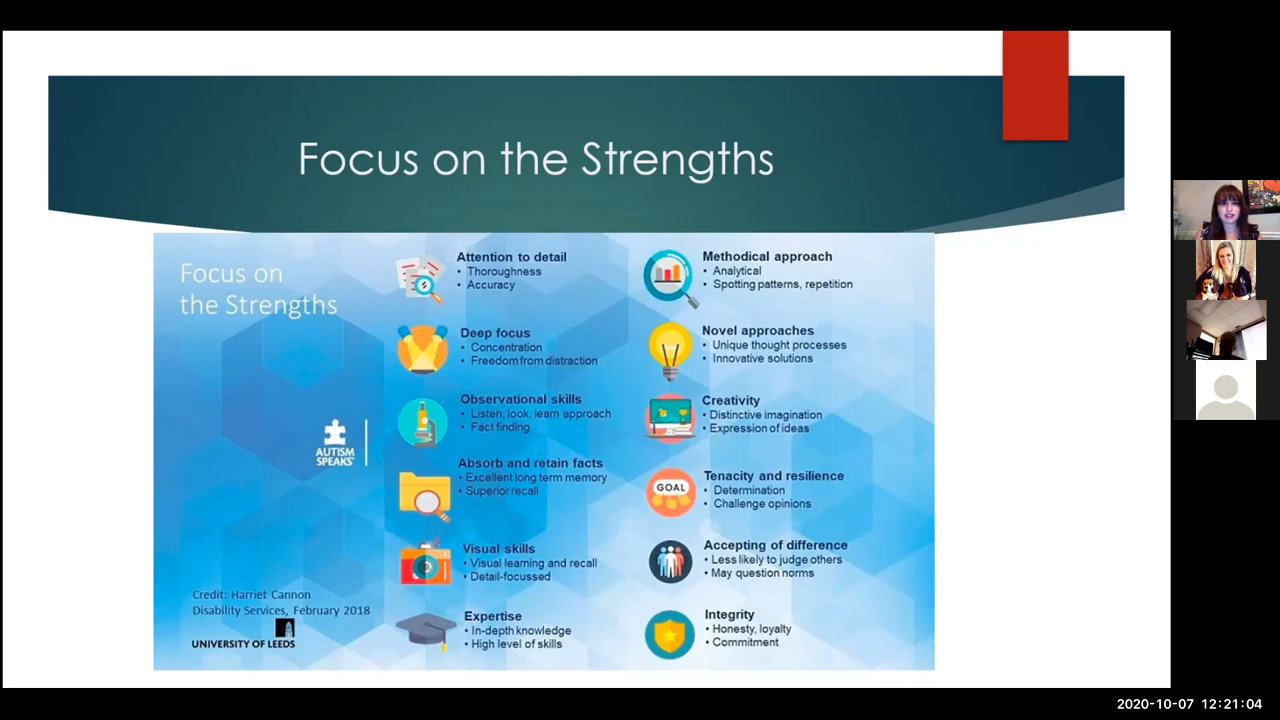 Focus on the Strengths
Focus on
the Strengths
AUTISM
SPEAKS
Credit: Harriet Cannon
Disability Services, February 2018
UNIVERSITY OF LEEDS
Attention to detail
• Thoroughness
• Accuracy
Deep focus
• Concentration
• Freedom from distraction
Observational skills
• Listen, look, learn approach
• Fact finding
Absorb and retain facts
• Excellent long term memory
• Superior recall
Visual skills
• Visual learning and recall
• Detail-focussed
Expertise
• In-depth knowledge
• High level of skills
Methodical approach
• Analytical
• Spotting patterns, repetition
Novel approaches
• Unique thought processes
• Innovative solutions
Creativity
• Distinctive imagination
• Expression of ideas
GOAL
Tenacity and resilience
• Determination
• Challenge opinions
Accepting of difference
• Less likely to judge others
• May question norms
Integrity
• Honesty, loyalty
• Commitment
2020-10-07 12:21:04